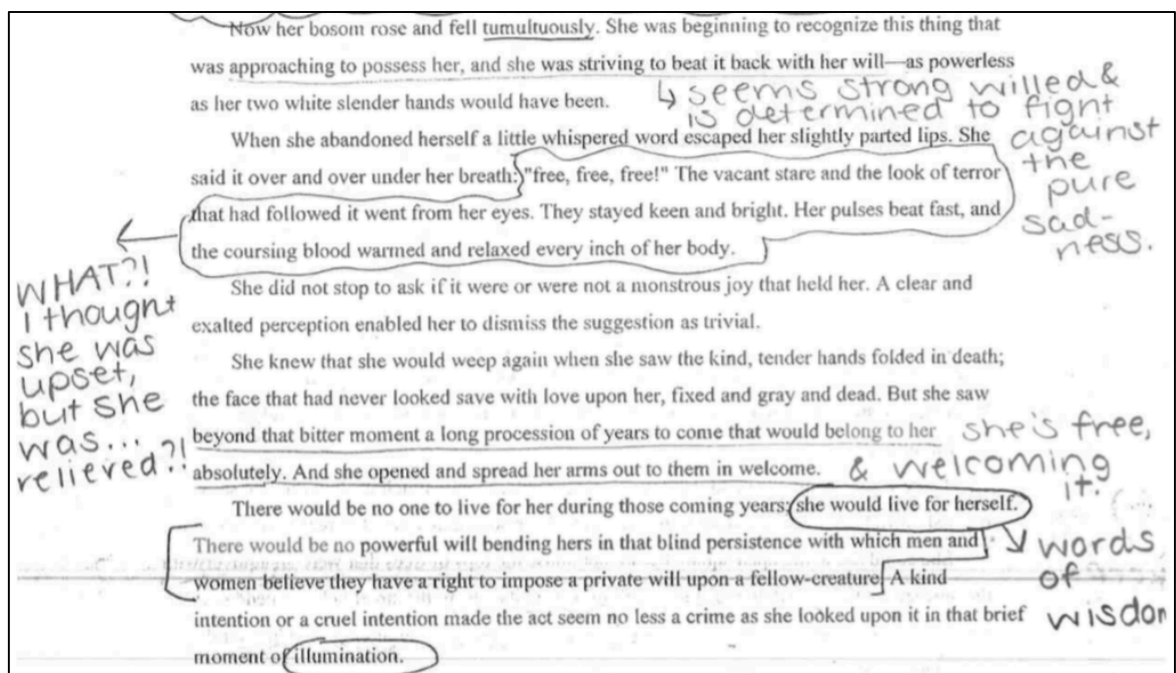 Now her bosom rose and fell tumultuously. She was beginning to recognize this thing that
was approaching to possess her, and she was striving to beat it back with her will—as powerless
as her two white slender hands would have been.
↳ seems strong willed &
is determined to fight
against
the
pure
sad-
ness.
When she abandoned herself a little whispered word escaped her slightly parted lips. She
said it over and over under her breath: "free, free, free!" The vacant stare and the look of terror
that had followed it went from her eyes. They stayed keen and bright. Her pulses beat fast, and
the coursing blood warmed and relaxed every inch of her body.
WHAT?!
I thought
she was
upset,
but she
was...
relieved?!
She did not stop to ask if it were or were not a monstrous joy that held her. A clear and
exalted perception enabled her to dismiss the suggestion as trivial.
She knew that she would weep again when she saw the kind, tender hands folded in death;
the face that had never looked save with love upon her, fixed and gray and dead. But she saw
beyond that bitter moment a long procession of years to come that would belong to her
absolutely. And she opened and spread her arms out to them in welcome.
she's free,
& welcoming
it.
There would be no one to live for her during those coming years; she would live for herself.
There would be no powerful will bending hers in that blind persistence with which men and
women believe they have a right to impose a private will upon a fellow-creature. A kind
intention or a cruel intention made the act seem no less a crime as she looked upon it in that brief
moment of illumination.
words
of
wisdom